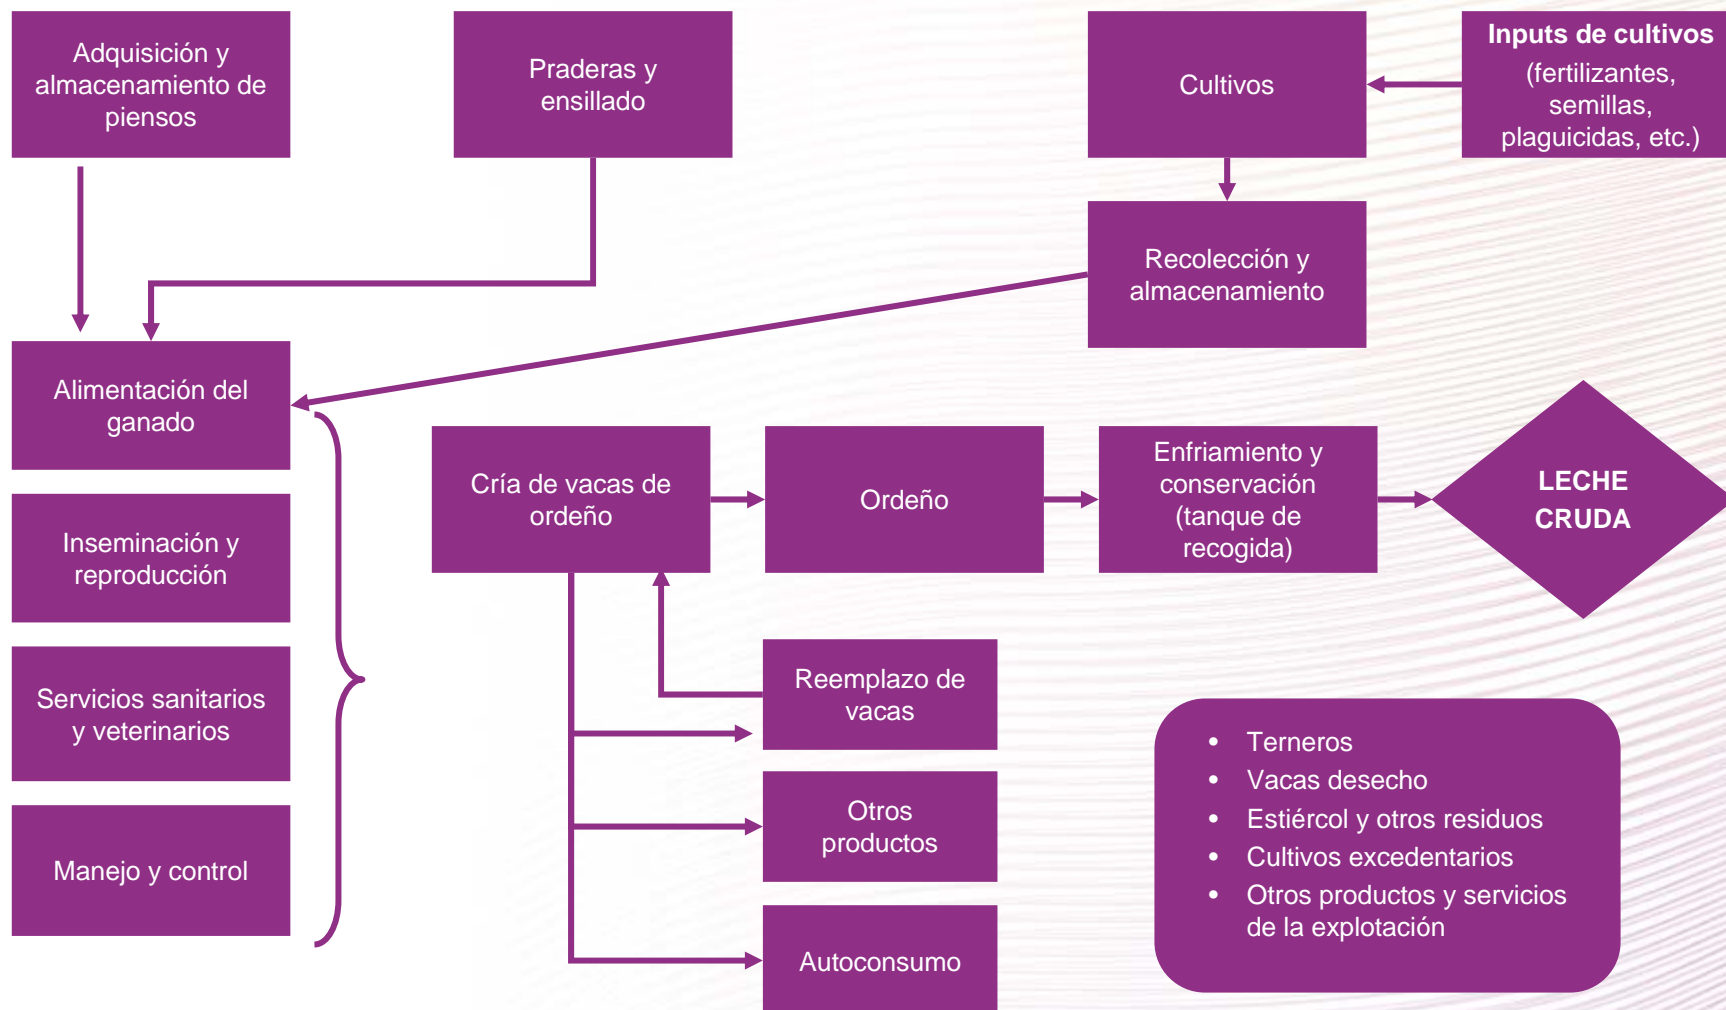 Adquisición y
almacenamiento de
piensos
Praderas y
ensillado
Cultivos
Inputs de cultivos
(fertilizantes,
semillas,
plaguicidas, etc.)
Recolección y
almacenamiento
Alimentación del
ganado
Inseminación y
reproducción
Servicios sanitarios
y veterinarios
Manejo y control
Cría de vacas de
ordeño
Ordeño
Enfriamiento y
conservación
(tanque de
recogida)
LECHE
CRUDA
Reemplazo de
vacas
Otros
productos
Autoconsumo
• Terneros
• Vacas desecho
• Estiércol y otros residuos
• Cultivos excedentarios
• Otros productos y servicios
de la explotación